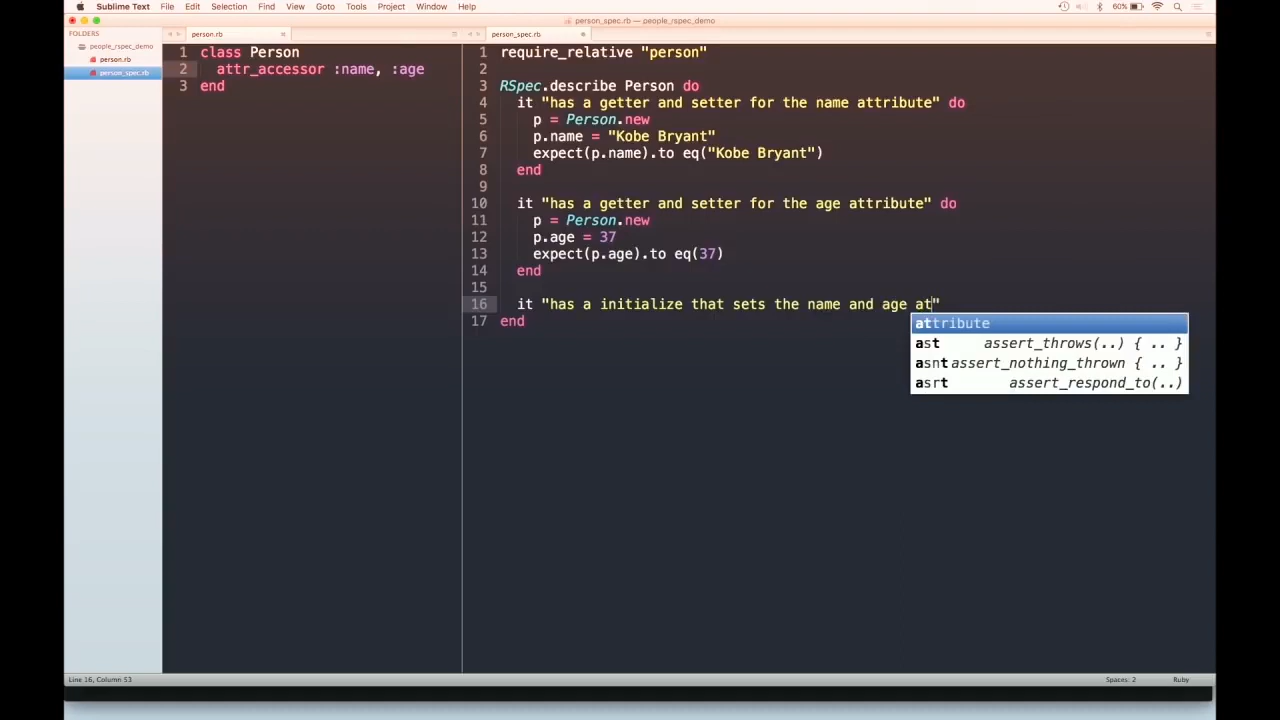 Sublime Text File Edit Selection Find View Goto Tools Project Window Help 60%
person_spec.rb — people_rspec_demo
FOLDERS
people_rspec_demo
person.rb
person_spec.rb
person.rb
1 class Person
2 attr_accessor :name, :age
3 end
person_spec.rb
1 require_relative "person"
2
3 RSpec.describe Person do
4 it "has a getter and setter for the name attribute" do
5 p = Person.new
6 p.name = "Kobe Bryant"
7 expect(p.name).to eq("Kobe Bryant")
8 end
9
10 it "has a getter and setter for the age attribute" do
11 p = Person.new
12 p.age = 37
13 expect(p.age).to eq(37)
14 end
15
16 it "has a initialize that sets the name and age at"
17 end
attribute
ast assert_throws(..) { .. }
asnt assert_nothing_thrown { .. }
asrt assert_respond_to(..)
Line 16, Column 53
Spaces: 2
Ruby